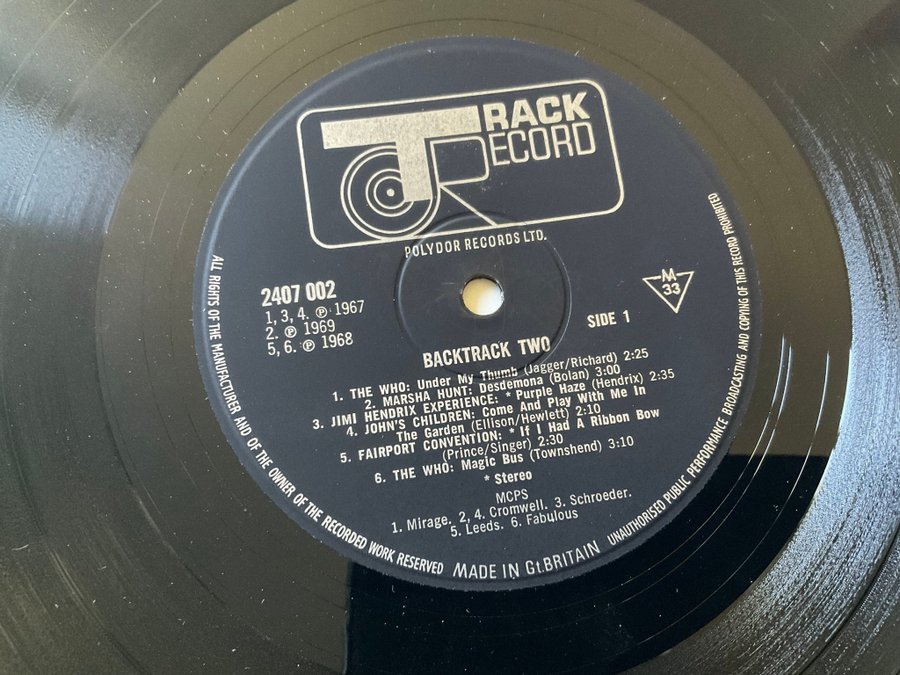 TRACK
RECORD
POLYDOR RECORDS LTD.
2407 002
1, 3, 4. ℗ 1967
2. ℗ 1969
5, 6. ℗ 1968
SIDE 1
M
33
BACKTRACK TWO
1. THE WHO: Under My Thumb (Jagger/Richard) 2:25
2. MARSHA HUNT: Desdemona (Bolan) 3:00
3. JIMI HENDRIX EXPERIENCE: * Purple Haze (Hendrix) 2:35
4. JOHN'S CHILDREN: Come And Play With Me In
The Garden (Ellison/Hewlett) 2:10
5. FAIRPORT CONVENTION: * If I Had A Ribbon Bow
(Prince/Singer) 2:30
6. THE WHO: Magic Bus (Townshend) 3:10
* Stereo
MCPS
1. Mirage. 2, 4. Cromwell. 3. Schroeder.
5. Leeds. 6. Fabulous
ALL RIGHTS OF THE MANUFACTURER AND OF THE OWNER OF THE RECORDED WORK RESERVED
MADE IN Gt.BRITAIN
UNAUTHORISED PUBLIC PERFORMANCE BROADCASTING AND COPYING OF THIS RECORD PROHIBITED